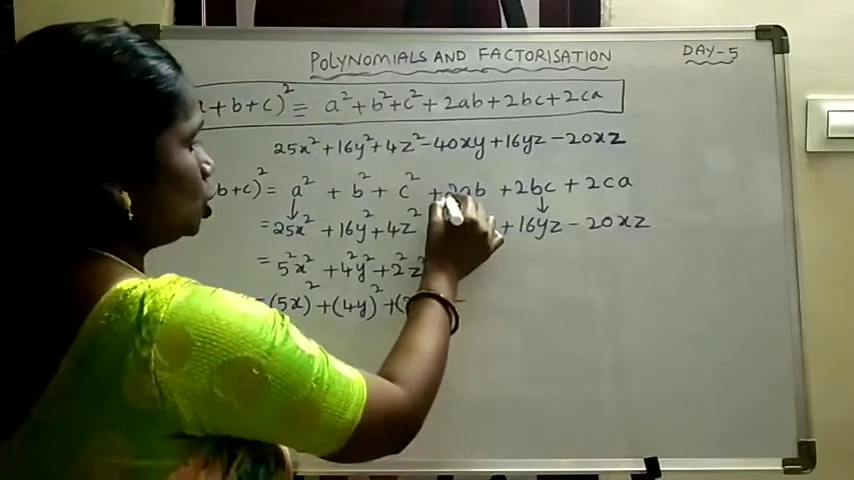 POLYNOMIALS AND FACTORISATION
DAY-5
a+b+c)² = a²+b²+c²+2ab+2bc+2ca
25x²+16y²+4z²-40xy+16yz-20xz
b+c)² = a² + b² + c² + 2ab + 2bc + 2ca
= 25x² + 16y² + 4z² + 16yz - 20xz
= 5²x² + 4²y² + 2²z²
= (5x)² + (4y)² + (